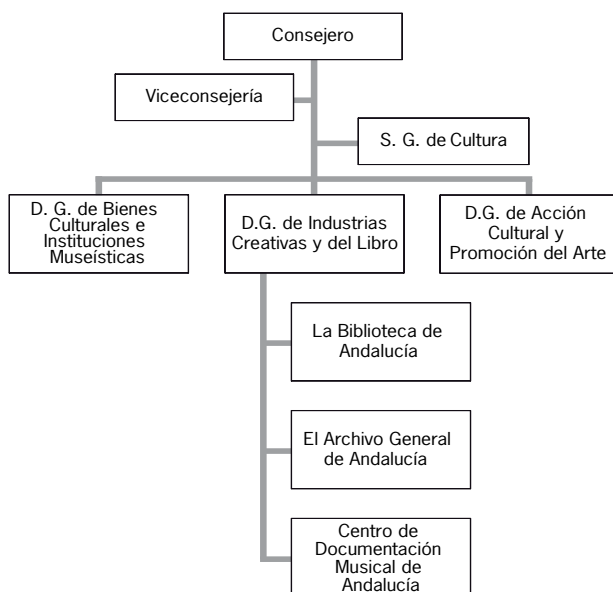 Consejero
Viceconsejería
S. G. de Cultura
D. G. de Bienes
Culturales e
Instituciones
Museísticas
D.G. de Industrias
Creativas y del Libro
D.G. de Acción
Cultural y
Promoción del Arte
La Biblioteca de
Andalucía
El Archivo General
de Andalucía
Centro de
Documentación
Musical de
Andalucía